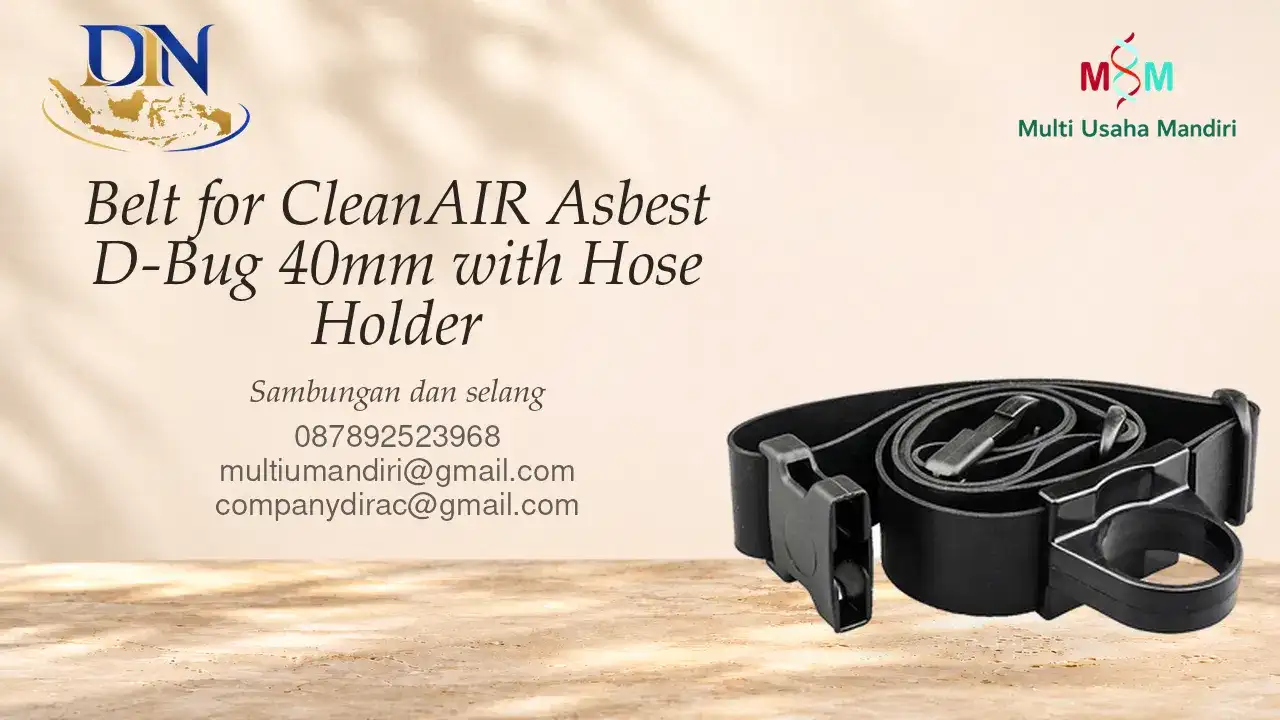 DIN
MSM
Multi Usaha Mandiri
Belt for CleanAIR Asbest
D-Bug 40mm with Hose
Holder
Sambungan dan selang
087892523968
multiumandiri@gmail.com
companydirac@gmail.com